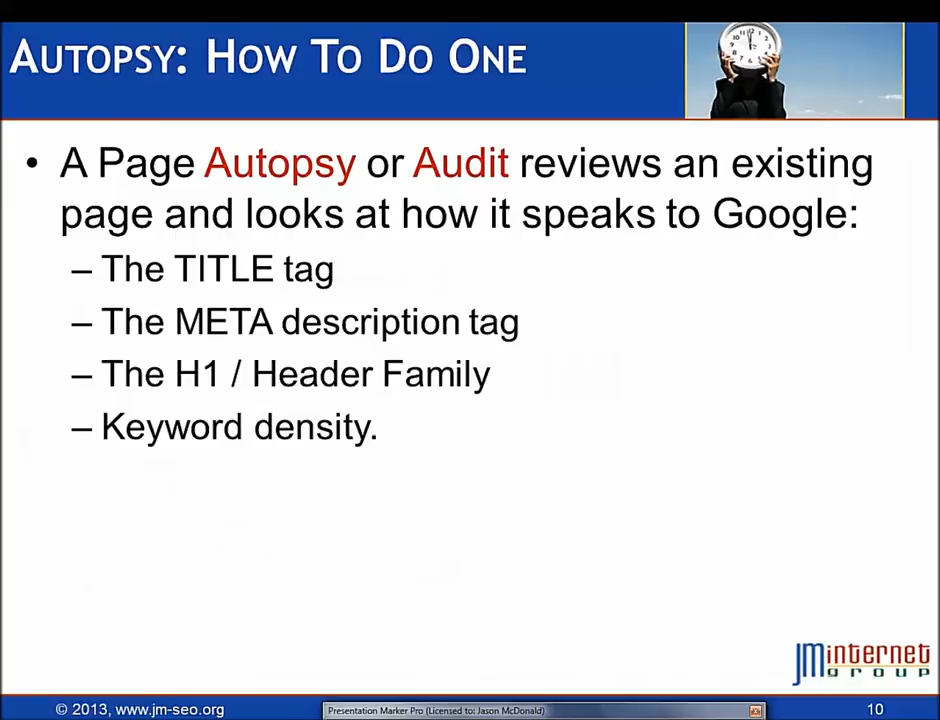 AUTOPSY: HOW TO DO ONE
• A Page Autopsy or Audit reviews an existing
page and looks at how it speaks to Google:
– The TITLE tag
– The META description tag
– The H1 / Header Family
– Keyword density.
JMinternet
group
© 2013, www.jm-seo.org
Presentation Marker Pro (Licensed to: Jason McDonald)
10